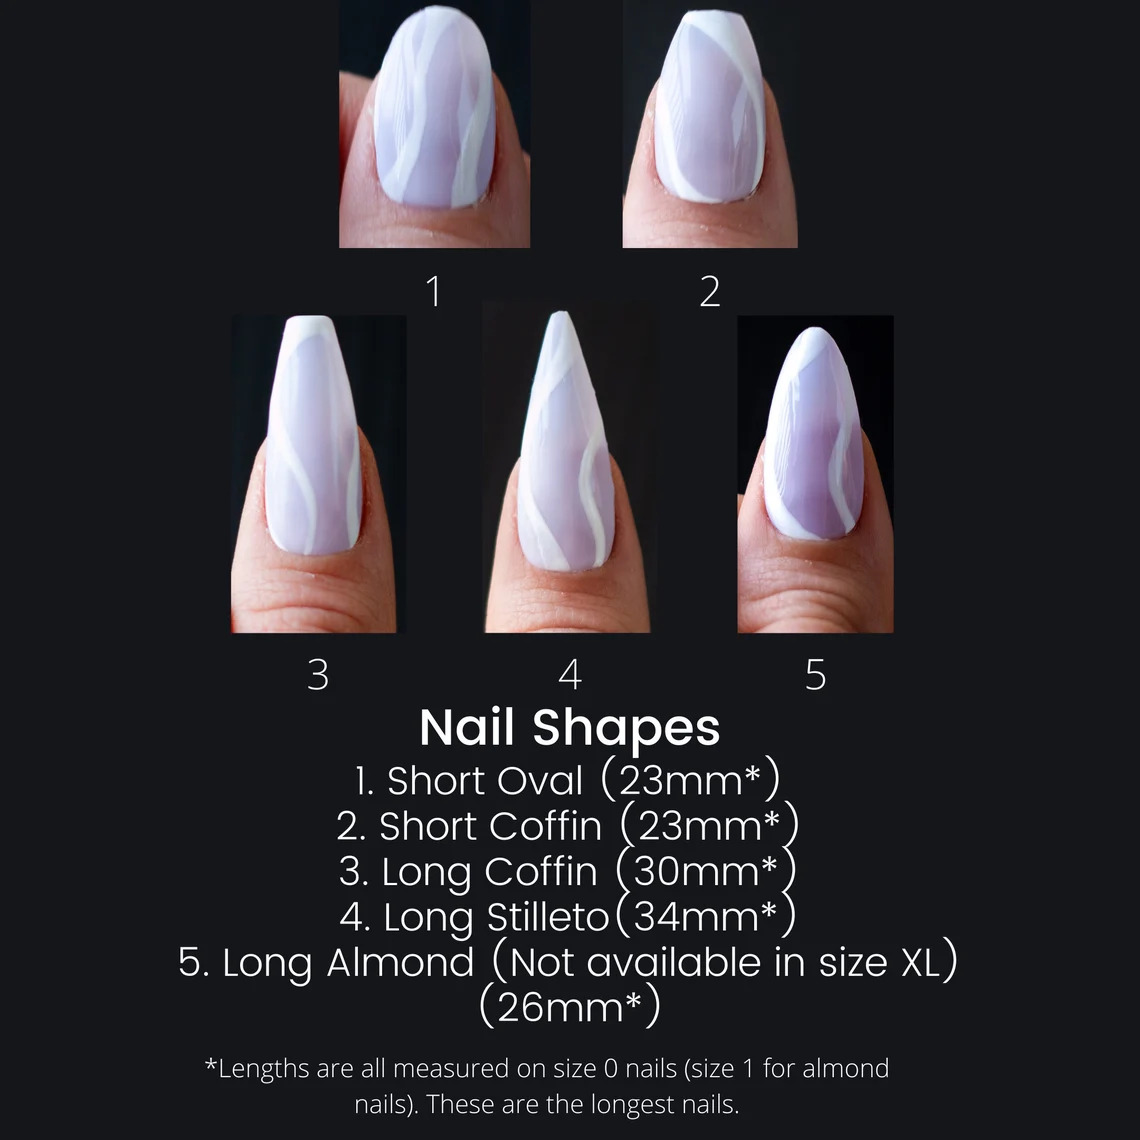 1
2
3
4
5
Nail Shapes
1. Short Oval (23mm*)
2. Short Coffin (23mm*)
3. Long Coffin (30mm*)
4. Long Stilleto(34mm*)
5. Long Almond (Not available in size XL)
(26mm*)
*Lengths are all measured on size 0 nails (size 1 for almond
nails). These are the longest nails.